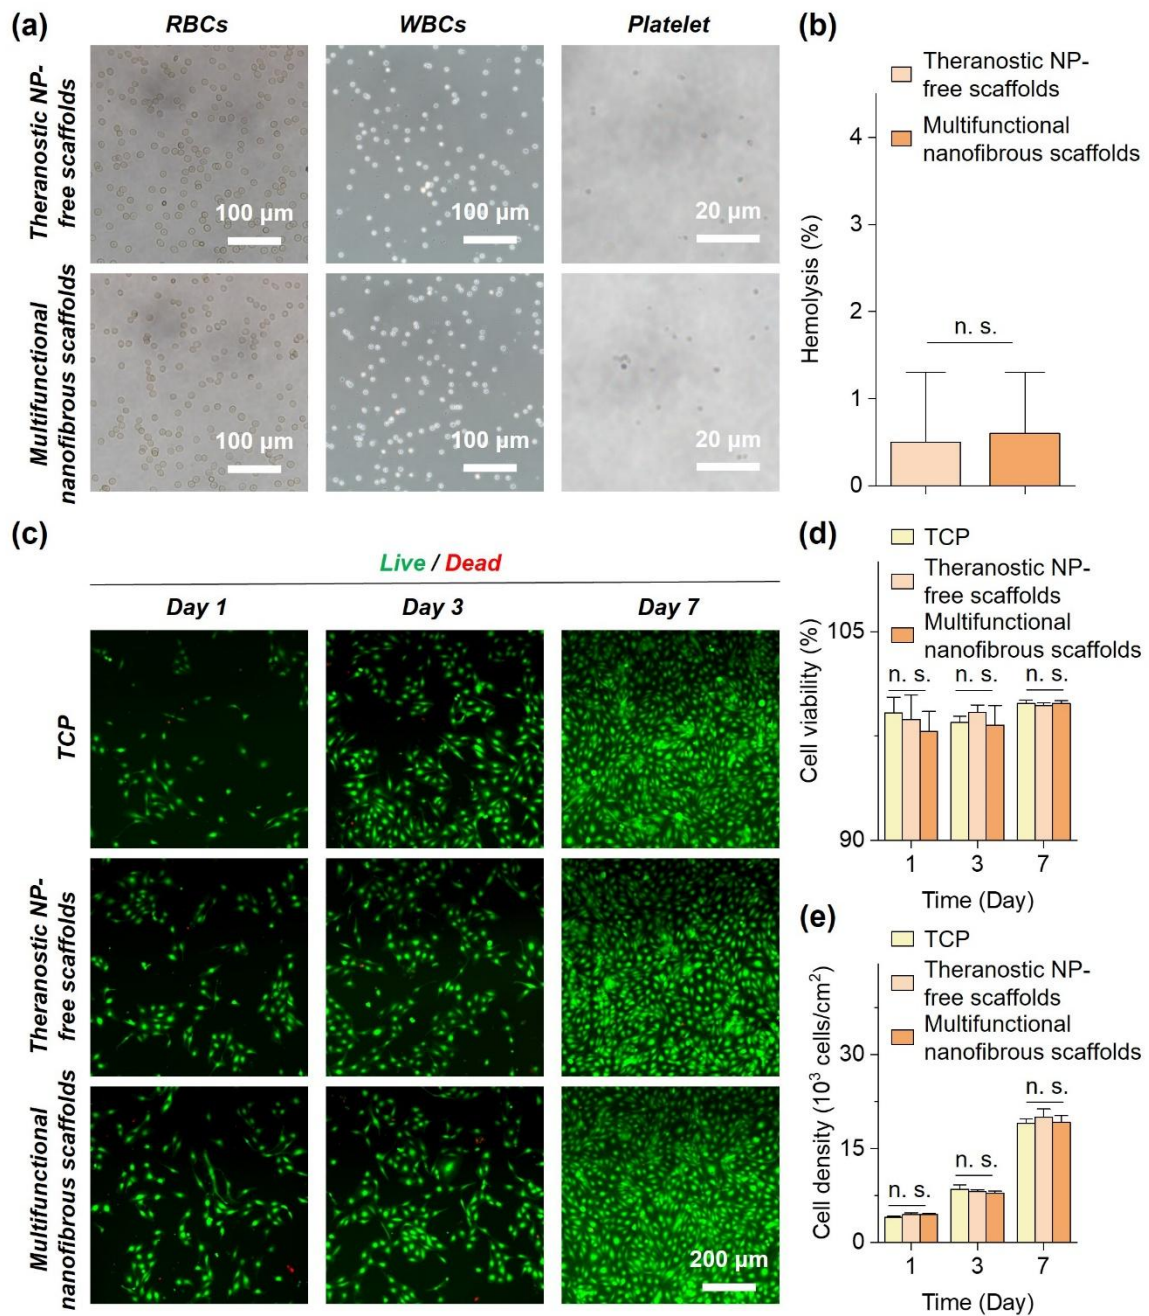 (a)
RBCs
WBCs
Platelet
Theranostic NP-
free scaffolds
100 µm
100 µm
20 µm
Multifunctional
nanofibrous scaffolds
100 µm
100 µm
20 µm
(b)
Theranostic NP-
free scaffolds
Multifunctional
nanofibrous scaffolds
Hemolysis (%)
4
3
2
1
0
n. s.
(c)
Live / Dead
Day 1
Day 3
Day 7
TCP
Theranostic NP-
free scaffolds
Multifunctional
nanofibrous scaffolds
200 µm
(d)
TCP
Theranostic NP-
free scaffolds
Multifunctional
nanofibrous scaffolds
Cell viability (%)
105
90
n. s.
n. s.
n. s.
1
3
7
Time (Day)
(e)
TCP
Theranostic NP-
free scaffolds
Multifunctional
nanofibrous scaffolds
Cell density (10³ cells/cm²)
30
15
0
n. s.
n. s.
n. s.
1
3
7
Time (Day)